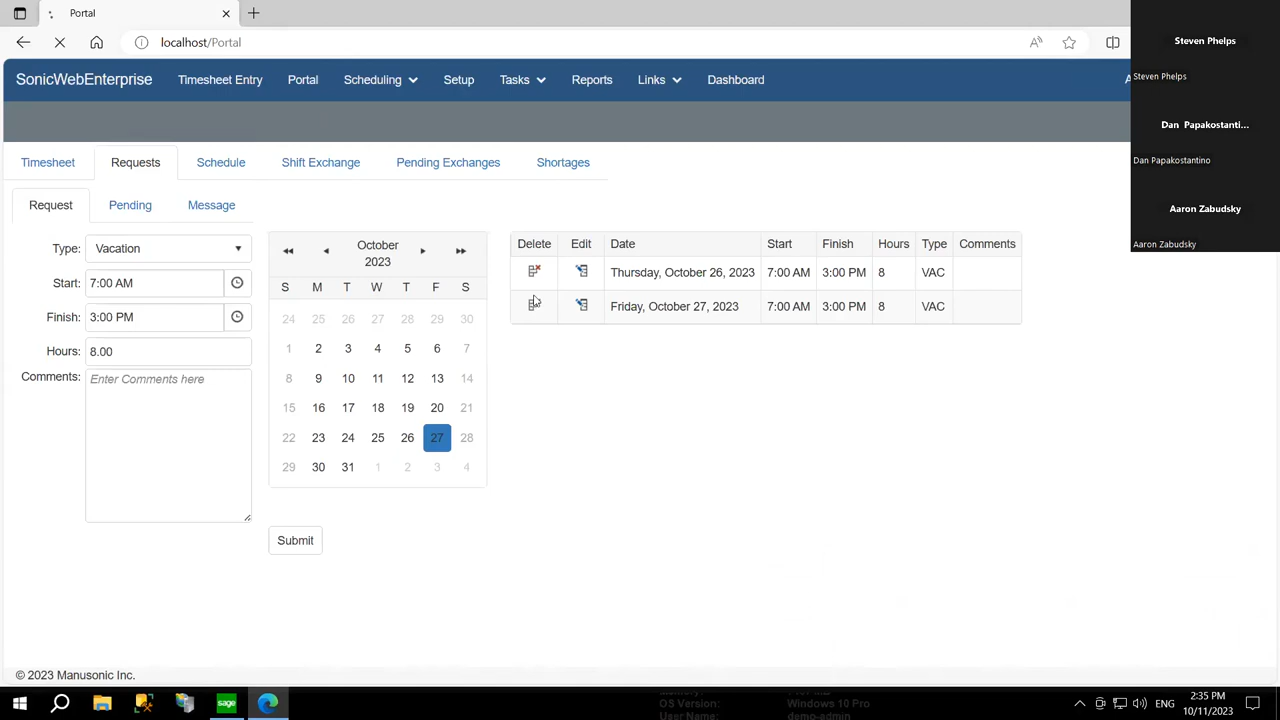 Portal
localhost/Portal
Steven Phelps
Steven Phelps
SonicWebEnterprise Timesheet Entry Portal Scheduling Setup Tasks Reports Links Dashboard
Dan Papakostanti...
Dan Papakostantino
Timesheet Requests Schedule Shift Exchange Pending Exchanges Shortages
Aaron Zabudsky
Aaron Zabudsky
Request Pending Message
Type: Vacation
Start: 7:00 AM
Finish: 3:00 PM
Hours: 8.00
Comments: Enter Comments here
October
2023
S M T W T F S
24 25 26 27 28 29 30
1 2 3 4 5 6 7
8 9 10 11 12 13 14
15 16 17 18 19 20 21
22 23 24 25 26 27 28
29 30 31 1 2 3 4
Submit
Delete Edit Date Start Finish Hours Type Comments
Thursday, October 26, 2023 7:00 AM 3:00 PM 8 VAC
Friday, October 27, 2023 7:00 AM 3:00 PM 8 VAC
© 2023 Manusonic Inc.
OS Version: Windows 10 Pro
User Name: demo-admin
sage
ENG
2:35 PM
10/11/2023